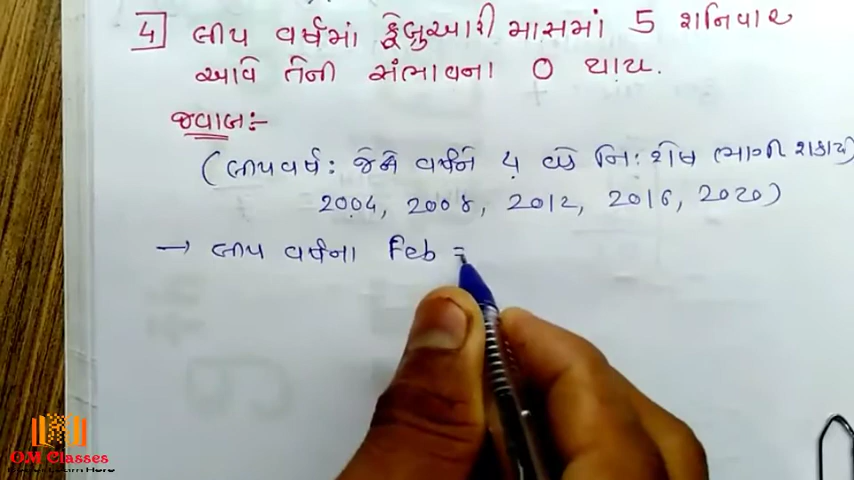 4 લીપ વર્ષમાં ફેબ્રુઆરી માસમાં 5 શનિવાર
આવે તેની સંભાવના 0 થાય.
જવાબ:-
(લીપવર્ષ: જેને વર્ષને 4 વડે નિ:શેષ ભાગી શકાય
2004, 2008, 2012, 2016, 2020)
→ લીપ વર્ષના Feb =
OM Classes